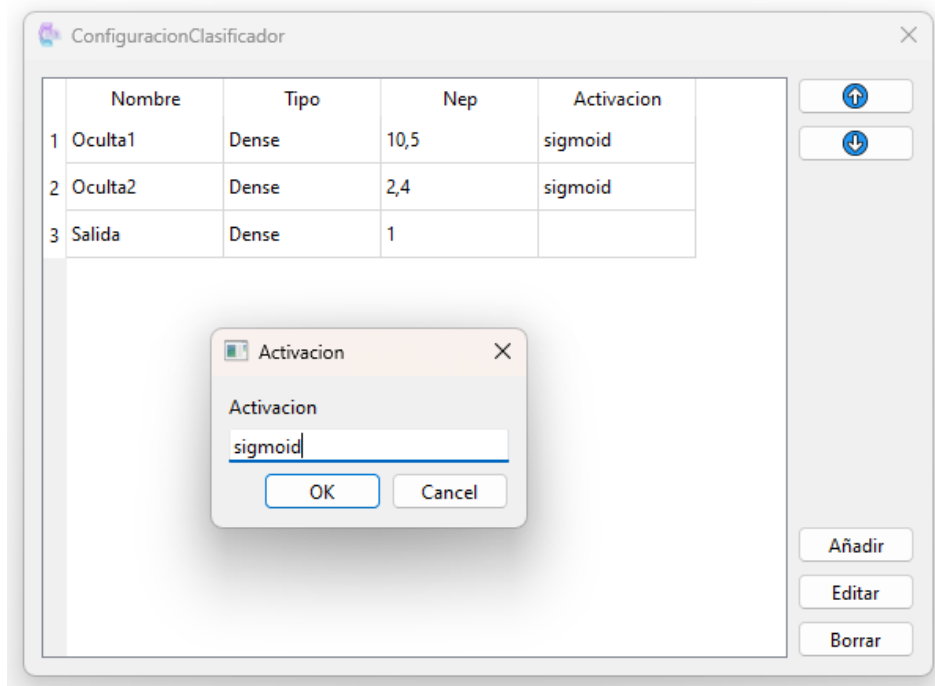 ConfiguracionClasificador
Nombre Tipo Nep Activacion
1 Oculta1 Dense 10,5 sigmoid
2 Oculta2 Dense 2,4 sigmoid
3 Salida Dense 1
Activacion
Activacion
sigmoid
OK Cancel
Añadir
Editar
Borrar